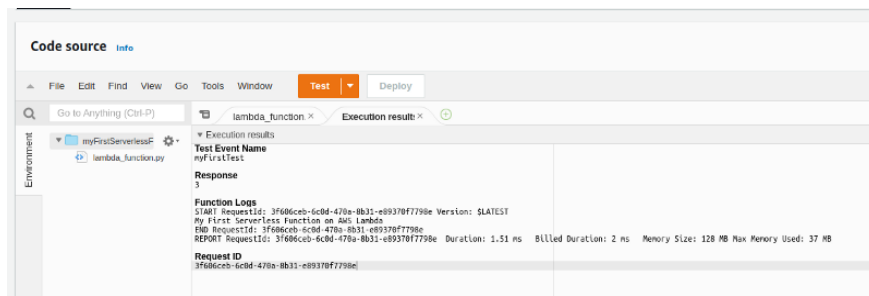 Code source Info
File Edit Find View Go Tools Window Test Deploy
Go to Anything (Ctrl-P)
lambda_function × Execution result: ×
Environment
myFirstServerlessF
lambda_function.py
Execution results
Test Event Name
myFirstTest
Response
3
Function Logs
START RequestId: 3f606ceb-6c0d-470a-8b31-e89370f7798e Version: $LATEST
My First Serverless Function on AWS Lambda
END RequestId: 3f606ceb-6c0d-470a-8b31-e89370f7798e
REPORT RequestId: 3f606ceb-6c0d-470a-8b31-e89370f7798e Duration: 1.51 ms Billed Duration: 2 ms Memory Size: 128 MB Max Memory Used: 37 MB
Request ID
3f606ceb-6c0d-470a-8b31-e89370f7798e